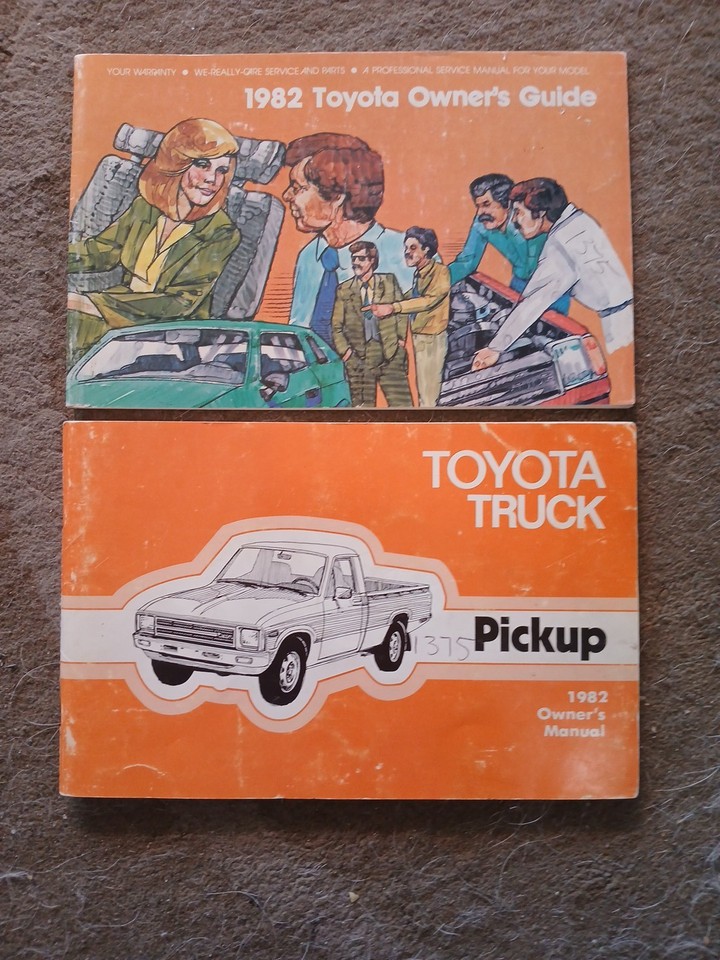 YOUR WARRANTY • WE-REALLY-CARE SERVICE AND PARTS • A PROFESSIONAL SERVICE MANUAL FOR YOUR MODEL
1982 Toyota Owner's Guide
TOYOTA
TRUCK
1375 Pickup
1982
Owner's
Manual